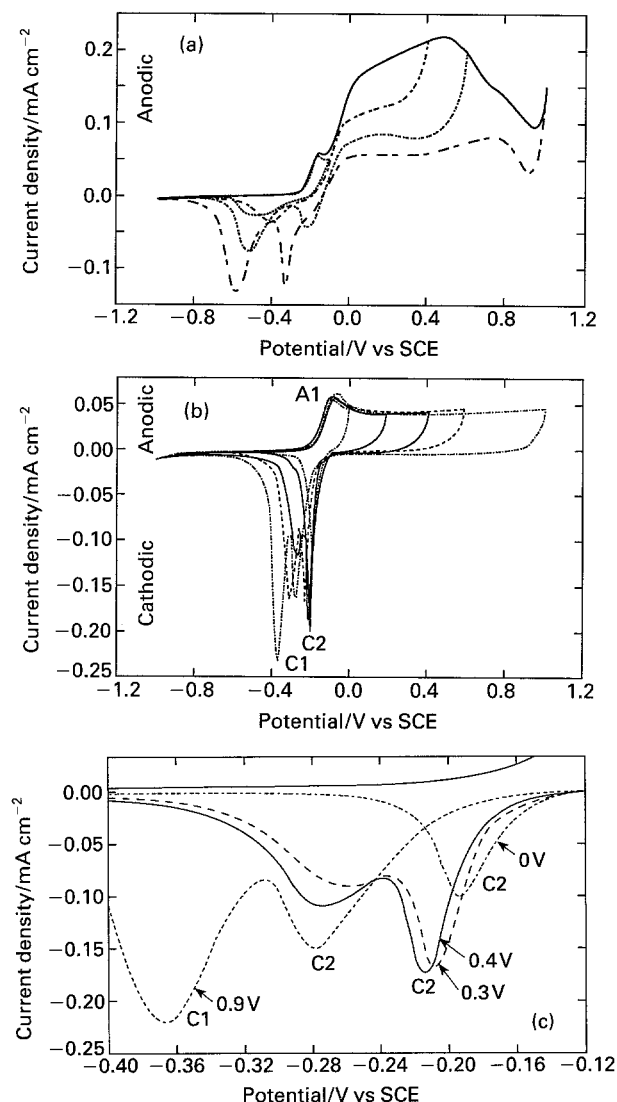 (a)
Anodic
Current density/mA cm⁻²
0.2
0.1
0.0
−0.1
−1.2 −0.8 −0.4 0.0 0.4 0.8 1.2
Potential/V vs SCE
(b)
A1
Anodic
Cathodic
Current density/mA cm⁻²
0.05
0.00
−0.05
−0.10
−0.15
−0.20
−0.25
C2
C1
−1.2 −0.8 −0.4 0.0 0.4 0.8 1.2
Potential/V vs SCE
Current density/mA cm⁻²
0.00
−0.05
−0.10
−0.15
−0.20
−0.25
0V
C2
0.4V
C2
C2
0.3V
0.9V
C1
(c)
−0.40 −0.36 −0.32 −0.28 −0.24 −0.20 −0.16 −0.12
Potential/V vs SCE